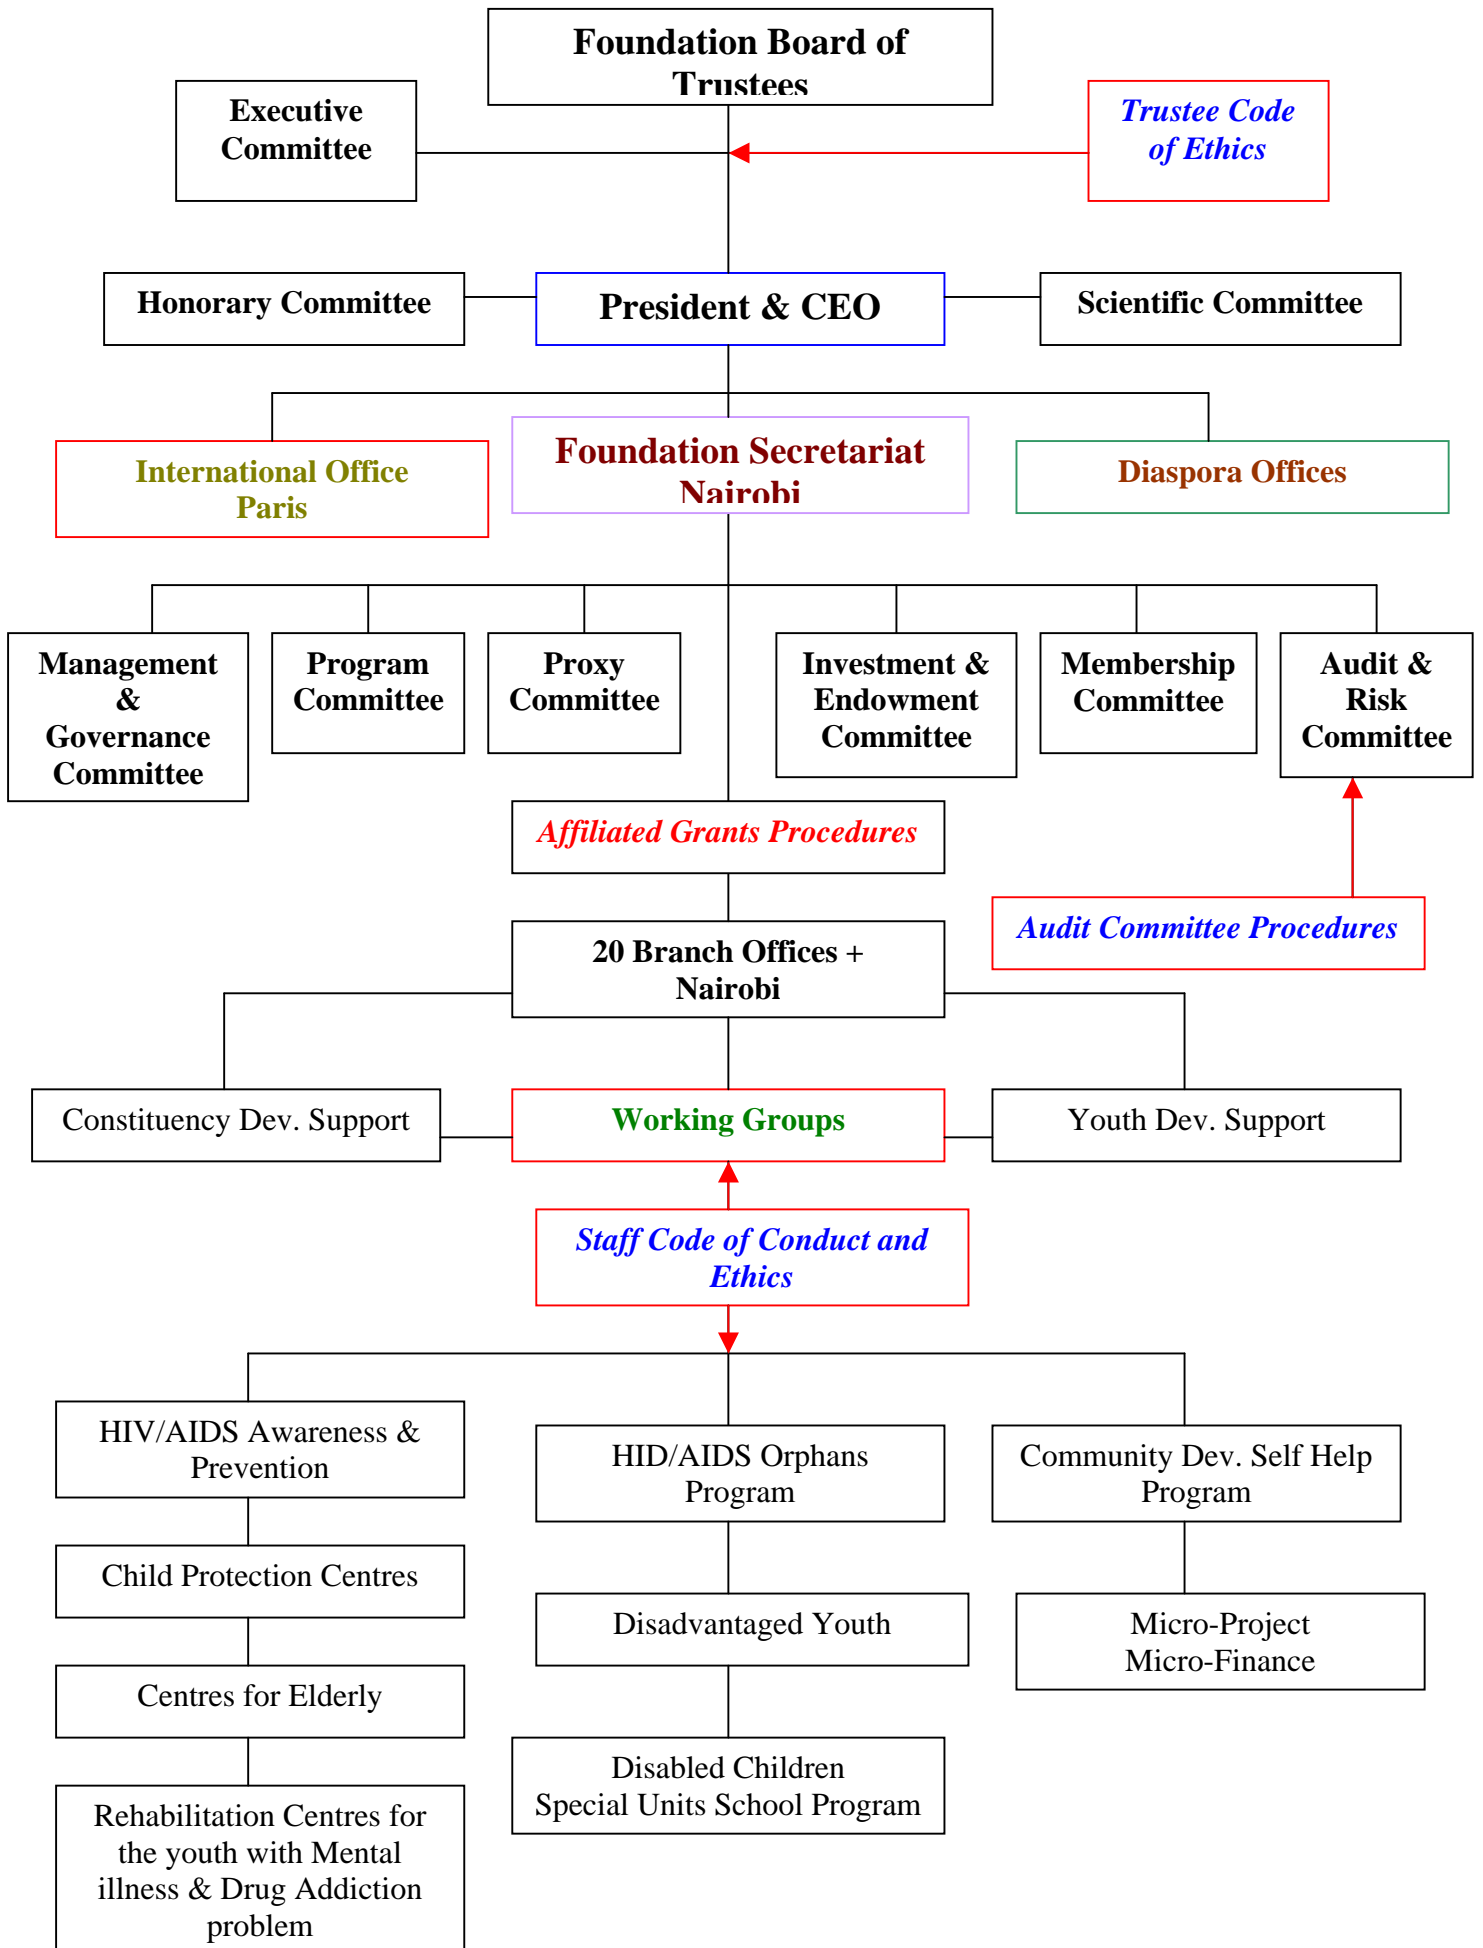 Foundation Board of
Trustees
Executive
Committee
Trustee Code
of Ethics
Honorary Committee
President & CEO
Scientific Committee
International Office
Paris
Foundation Secretariat
Nairobi
Diaspora Offices
Management
&
Governance
Committee
Program
Committee
Proxy
Committee
Investment &
Endowment
Committee
Membership
Committee
Audit &
Risk
Committee
Affiliated Grants Procedures
Audit Committee Procedures
20 Branch Offices +
Nairobi
Constituency Dev. Support
Working Groups
Youth Dev. Support
Staff Code of Conduct and
Ethics
HIV/AIDS Awareness &
Prevention
HID/AIDS Orphans
Program
Community Dev. Self Help
Program
Child Protection Centres
Disadvantaged Youth
Micro-Project
Micro-Finance
Centres for Elderly
Disabled Children
Special Units School Program
Rehabilitation Centres for
the youth with Mental
illness & Drug Addiction
problem